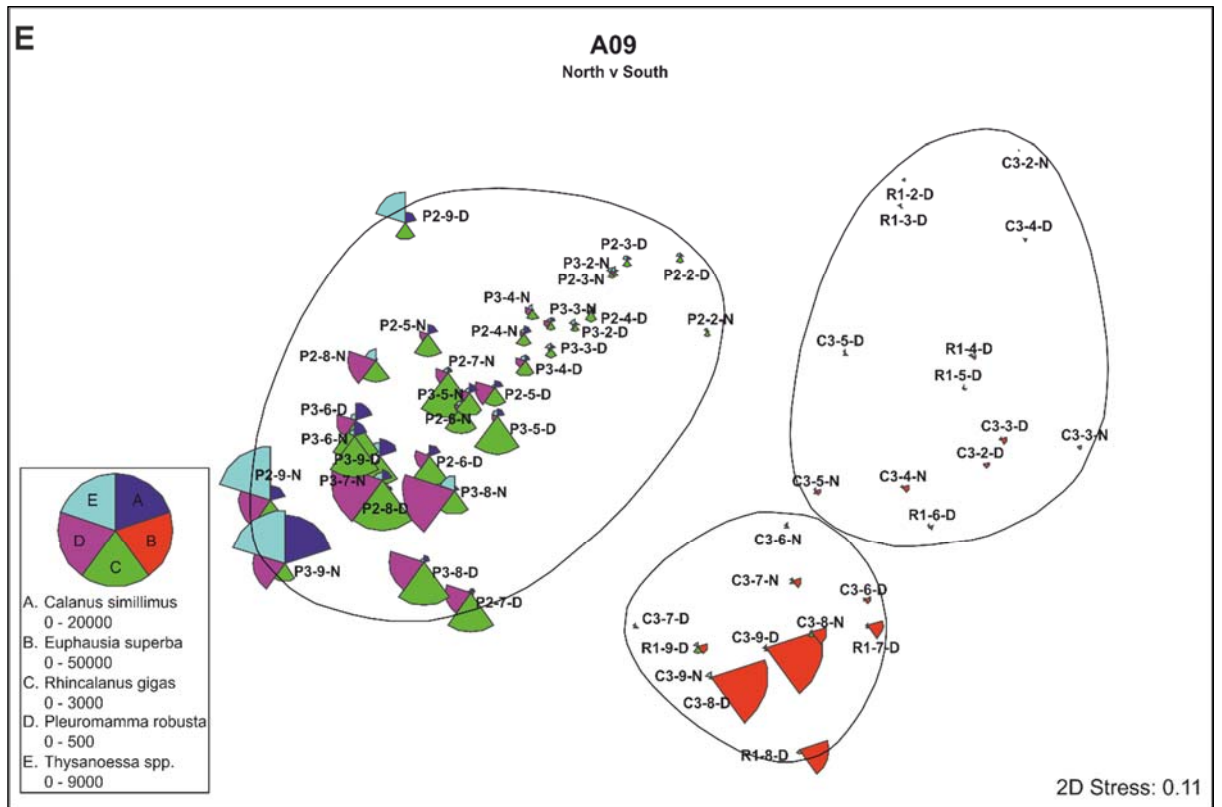 E
A09
North v South
C3-2-N
R1-2-D
R1-3-D
C3-4-D
P2-9-D
P2-3-D
P3-2-N
P2-3-N
P2-2-D
P3-4-N
P3-3-N
P2-4-D
P3-2-D
P2-2-N
P2-5-N
P2-4-N
P3-3-D
P3-4-D
C3-5-D
R1-4-D
R1-5-D
P2-8-N
P2-7-N
P3-5-N
P2-5-D
P2-6-N
P3-5-D
P3-6-D
P3-6-N
P3-9-D
P2-6-D
C3-3-D
C3-3-N
C3-2-D
P2-9-N
P3-7-N
P3-8-N
P2-8-D
C3-5-N
C3-4-N
R1-6-D
C3-6-N
P3-9-N
P3-8-D
P2-7-D
C3-7-N
C3-6-D
C3-7-D
C3-8-N
R1-7-D
R1-9-D
C3-9-D
C3-9-N
C3-8-D
R1-8-D
E A
D B
C
A. Calanus simillimus
0 - 20000
B. Euphausia superba
0 - 50000
C. Rhincalanus gigas
0 - 3000
D. Pleuromamma robusta
0 - 500
E. Thysanoessa spp.
0 - 9000
2D Stress: 0.11